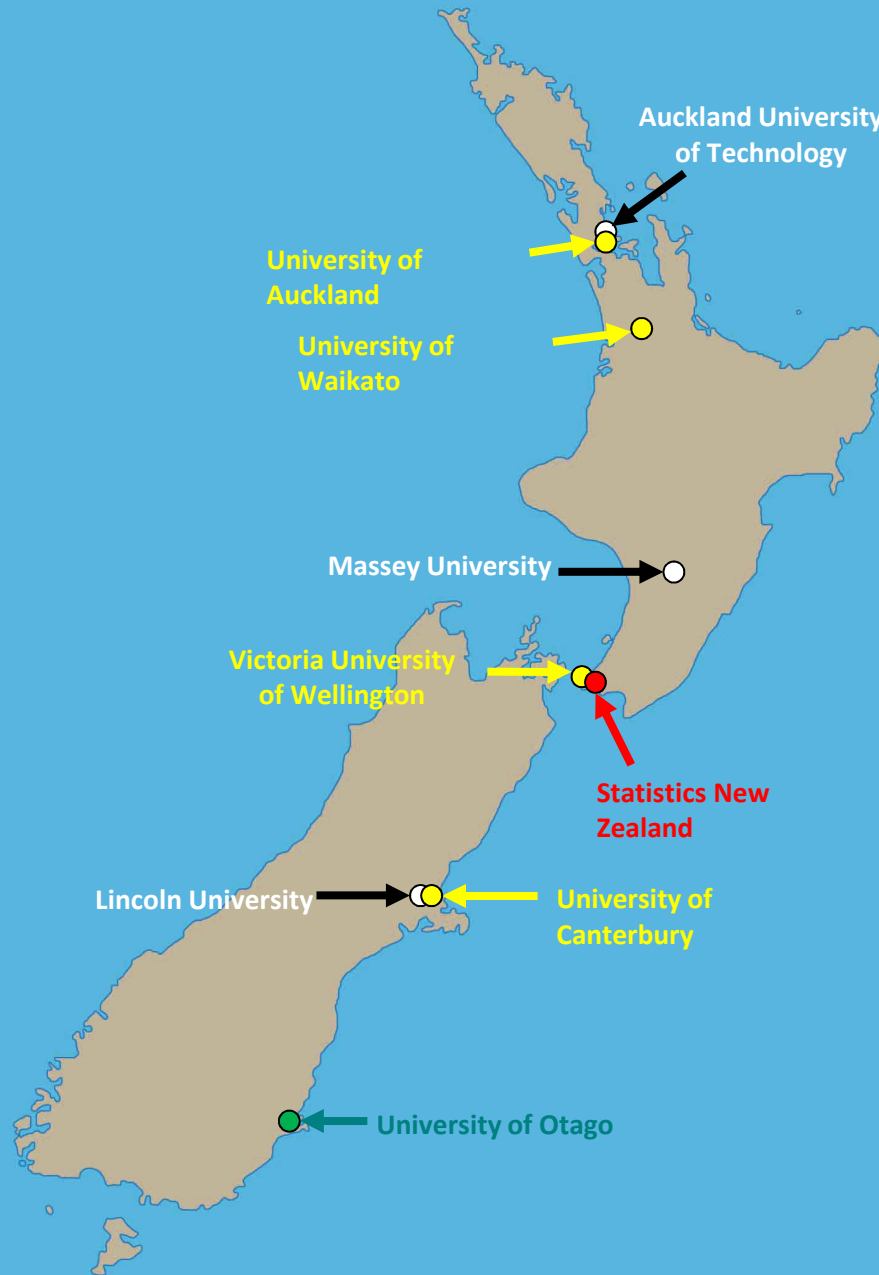 Auckland University
of Technology
University of
Auckland
University of
Waikato
Massey University
Victoria University
of Wellington
Statistics New
Zealand
Lincoln University
University of
Canterbury
University of Otago